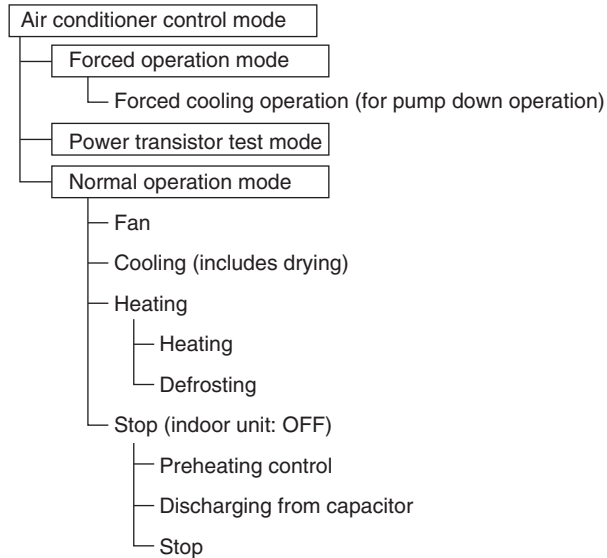 Air conditioner control mode
Forced operation mode
Forced cooling operation (for pump down operation)
Power transistor test mode
Normal operation mode
Fan
Cooling (includes drying)
Heating
Heating
Defrosting
Stop (indoor unit: OFF)
Preheating control
Discharging from capacitor
Stop